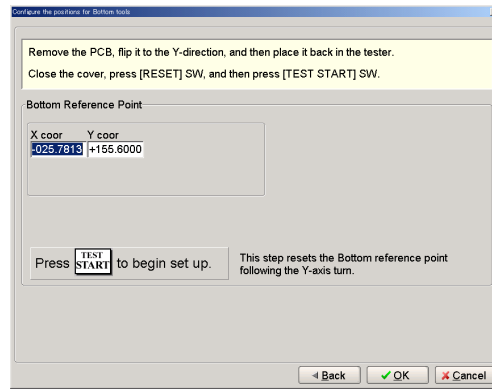 Configure the positions for Bottom tools
Remove the PCB, flip it to the Y-direction, and then place it back in the tester.
Close the cover, press [RESET] SW, and then press [TEST START] SW.
Bottom Reference Point
X coor Y coor
-025.7813 +155.6000
Press TEST START to begin set up.
This step resets the Bottom reference point
following the Y-axis turn.
Back OK Cancel